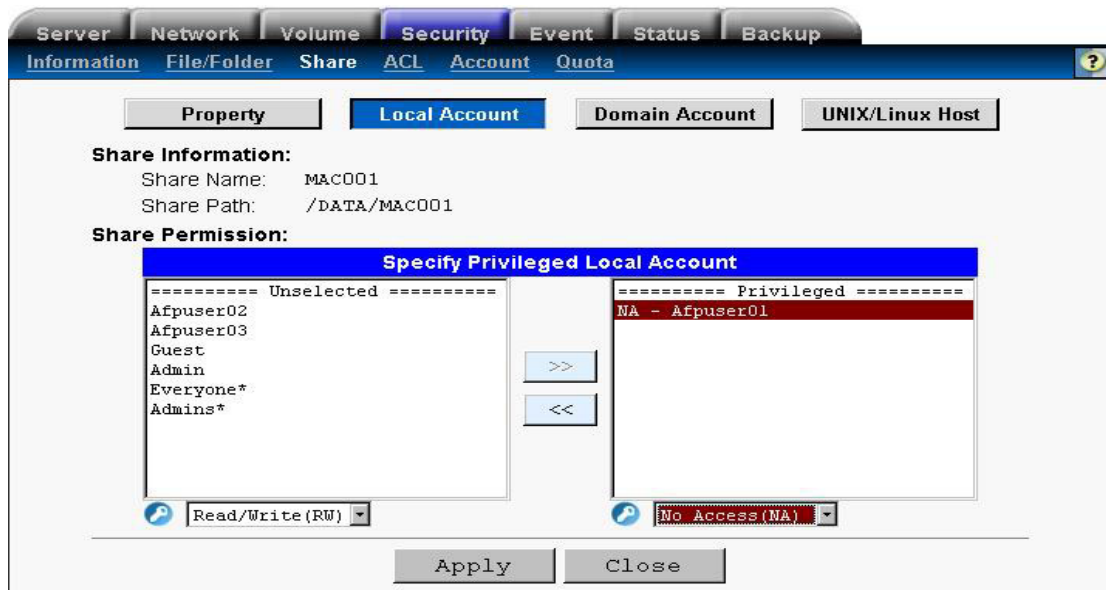 Server Network Volume Security Event Status Backup
Information File/Folder Share ACL Account Quota ?
Property Local Account Domain Account UNIX/Linux Host
Share Information:
Share Name: MAC001
Share Path: /DATA/MAC001
Share Permission:
Specify Privileged Local Account
========== Unselected ==========
Afpuser02
Afpuser03
Guest
Admin
Everyone*
Admins*
>>
<<
========== Privileged ==========
NA - Afpuser01
Read/Write(RW)
No Access(NA)
Apply Close